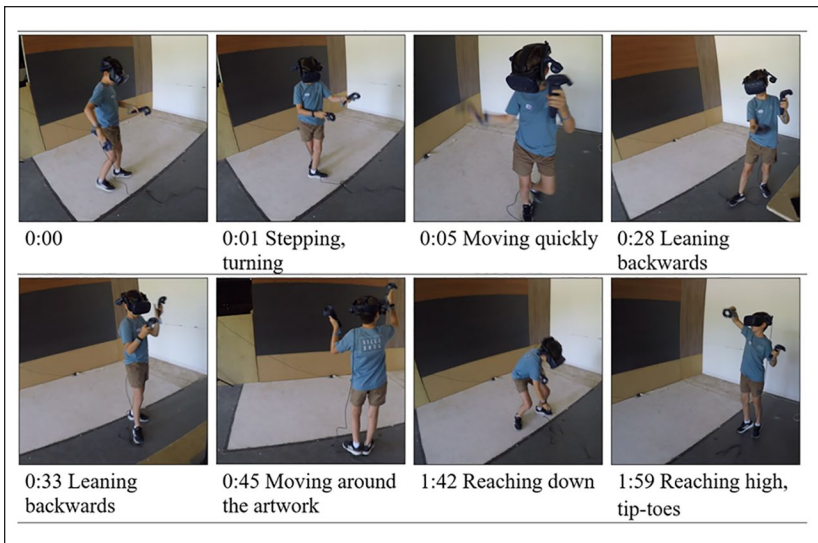 0:00
0:01 Stepping,
turning
0:05 Moving quickly
0:28 Leaning
backwards
0:33 Leaning
backwards
0:45 Moving around
the artwork
1:42 Reaching down
1:59 Reaching high,
tip-toes